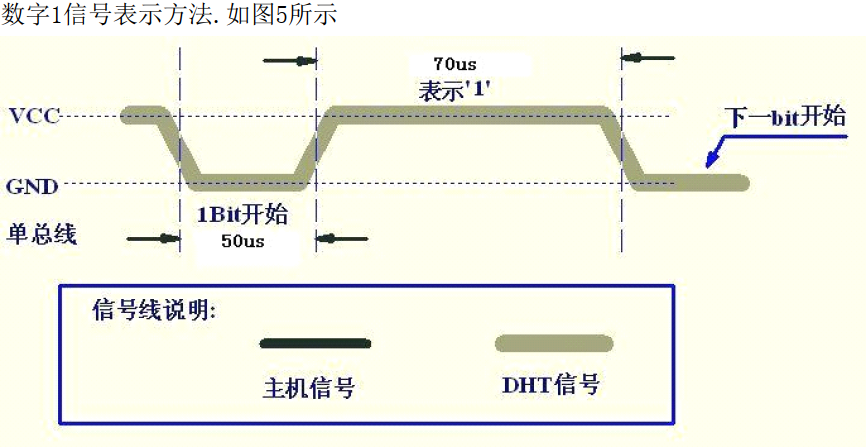 数字1信号表示方法.如图5所示
70us
表示'1'
VCC
下一bit开始
GND
1Bit开始
单总线
50us
信号线说明:
主机信号
DHT信号